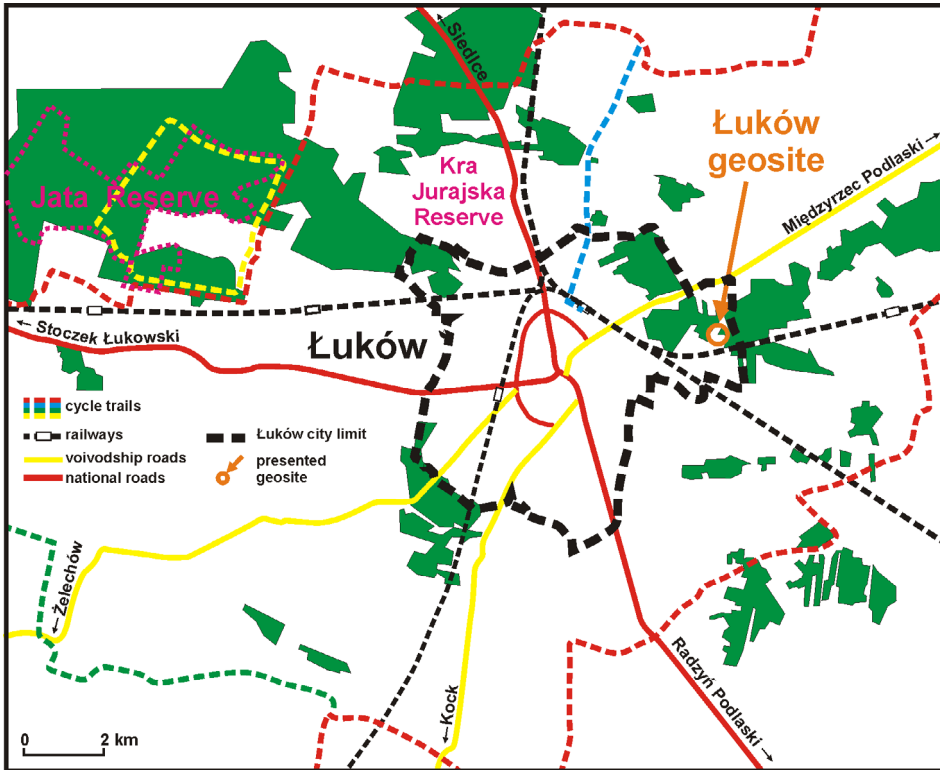 Siedlce
Łuków
geosite
Międzyrzec Podlaski
Kra
Jurajska
Reserve
Jata Reserve
Stoczek Łukowski
Łuków
cycle trails
railways
voivodship roads
national roads
Łuków city limit
presented
geosite
Żelechów
Kock
Radzyń Podlaski
0 2 km